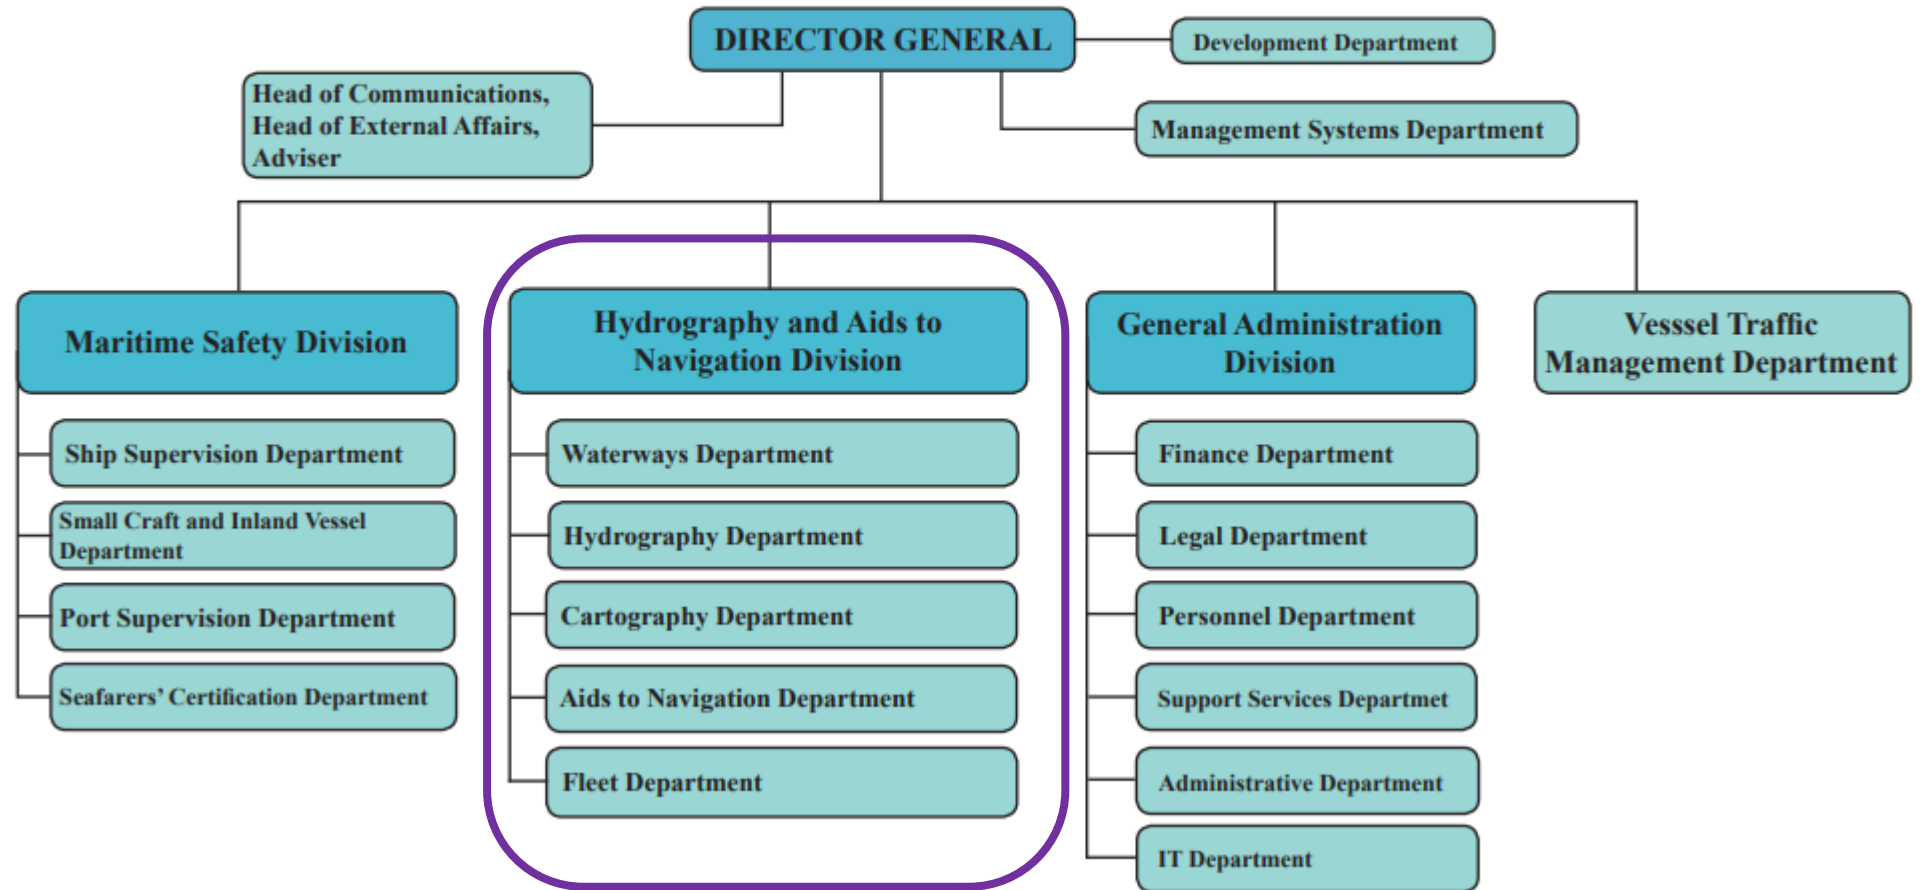 DIRECTOR GENERAL
Development Department
Head of Communications,
Head of External Affairs,
Adviser
Management Systems Department
Maritime Safety Division
Ship Supervision Department
Small Craft and Inland Vessel
Department
Port Supervision Department
Seafarers’ Certification Department
Hydrography and Aids to
Navigation Division
Waterways Department
Hydrography Department
Cartography Department
Aids to Navigation Department
Fleet Department
General Administration
Division
Finance Department
Legal Department
Personnel Department
Support Services Departmet
Administrative Department
IT Department
Vesssel Traffic
Management Department